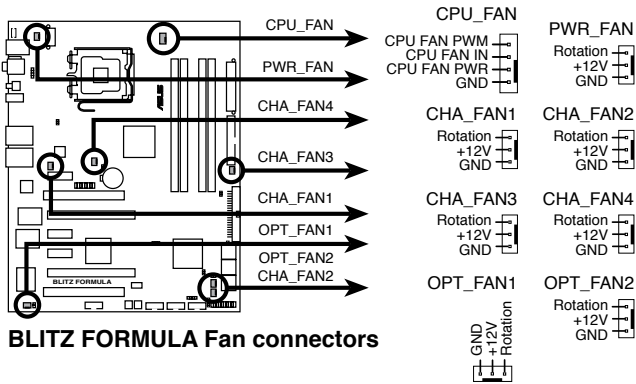 CPU_FAN
PWR_FAN
CHA_FAN4
CHA_FAN3
CHA_FAN1
OPT_FAN1
OPT_FAN2
CHA_FAN2
ASUS
BLITZ FORMULA
CPU_FAN
CPU FAN PWM
CPU FAN IN
CPU FAN PWR
GND
PWR_FAN
Rotation
+12V
GND
CHA_FAN1
Rotation
+12V
GND
CHA_FAN2
Rotation
+12V
GND
CHA_FAN3
Rotation
+12V
GND
CHA_FAN4
Rotation
+12V
GND
OPT_FAN1
GND
+12V
Rotation
OPT_FAN2
Rotation
+12V
GND
BLITZ FORMULA Fan connectors